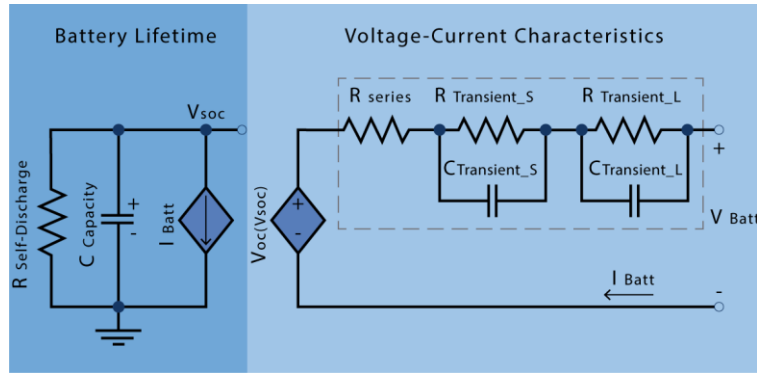 Battery Lifetime
Voltage-Current Characteristics
R series
R Transient_S
R Transient_L
Vsoc
+
CTransient_S
CTransient_L
R Self-Discharge
C Capacity
+
-
I Batt
Voc(Vsoc)
+
-
V Batt
I Batt
-